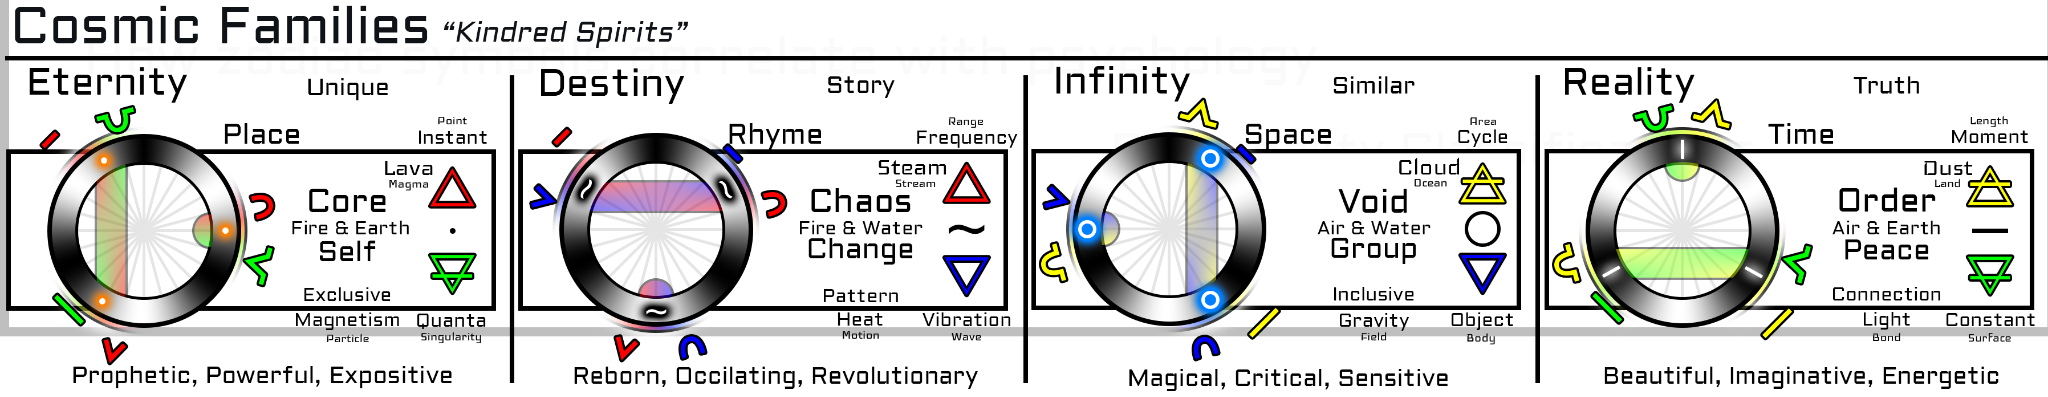 Cosmic Families “Kindred Spirits”
Eternity
Unique
Place
Point
Instant
Lava
Magma
Core
Fire & Earth
Self
Exclusive
Magnetism
Particle
Quanta
Singularity
Prophetic, Powerful, Expositive
Destiny
Story
Rhyme
Range
Frequency
Steam
Stream
Chaos
Fire & Water
Change
Pattern
Heat
Motion
Vibration
Wave
Reborn, Occilating, Revolutionary
Infinity
Similar
Space
Area
Cycle
Cloud
Ocean
Void
Air & Water
Group
Inclusive
Gravity
Field
Object
Body
Magical, Critical, Sensitive
Reality
Truth
Time
Length
Moment
Dust
Land
Order
Air & Earth
Peace
Connection
Light
Bond
Constant
Surface
Beautiful, Imaginative, Energetic